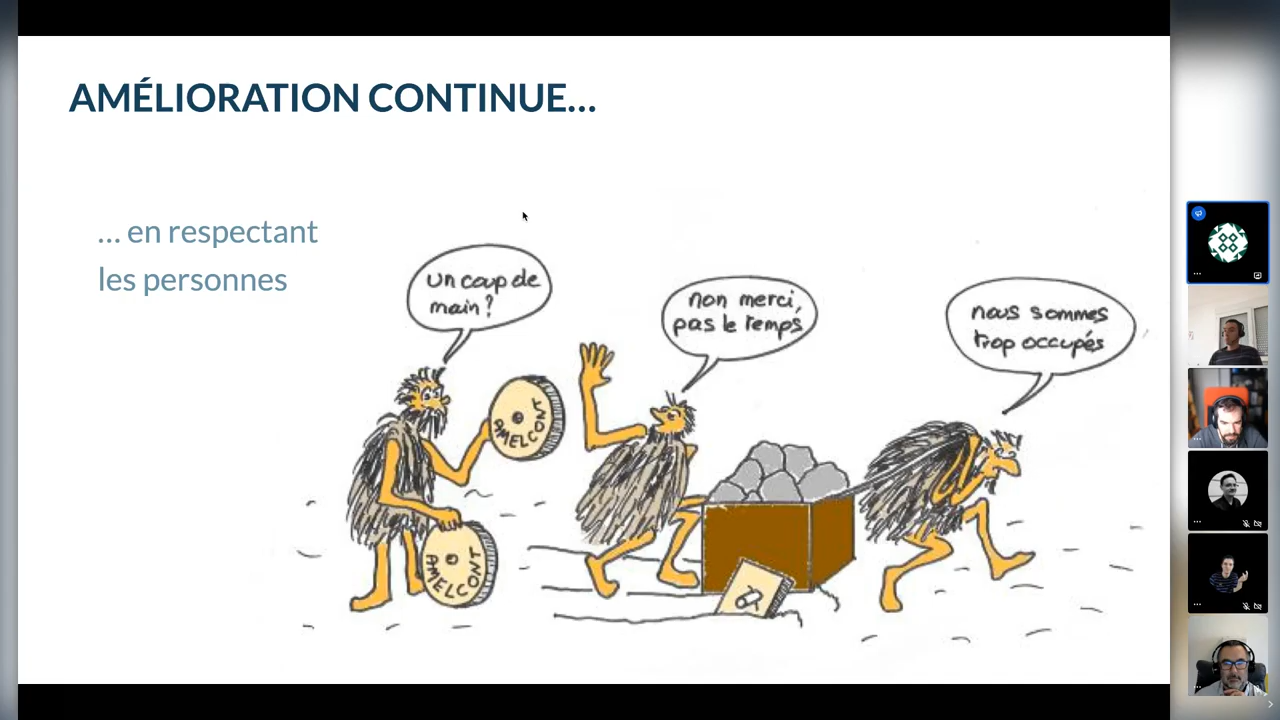 AMÉLIORATION CONTINUE...
... en respectant
les personnes
un coup de
main?
non merci,
pas le temps
nous sommes
trop occupés
AMELCONT
AMELCONT